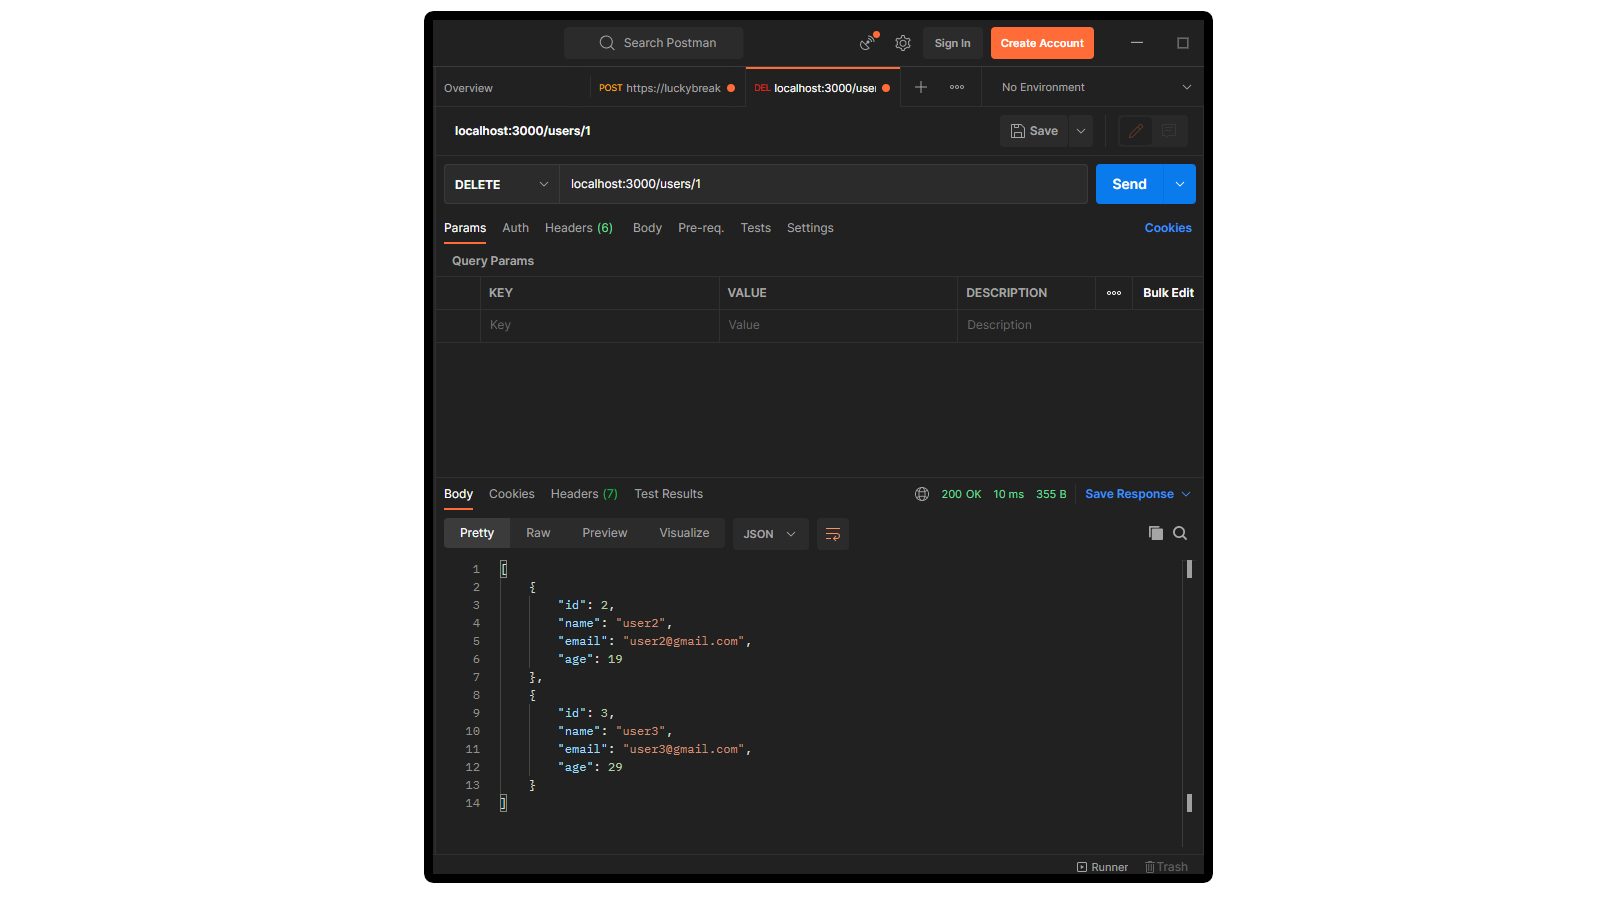 Search Postman
Sign In
Create Account
Overview
POST https://luckybreak
DEL localhost:3000/user
No Environment
localhost:3000/users/1
Save
DELETE
localhost:3000/users/1
Send
Params Auth Headers (6) Body Pre-req. Tests Settings
Cookies
Query Params
KEY VALUE DESCRIPTION Bulk Edit
Key Value Description
Body Cookies Headers (7) Test Results
200 OK 10 ms 355 B Save Response
Pretty Raw Preview Visualize JSON
1 [
2 {
3 "id": 2,
4 "name": "user2",
5 "email": "user2@gmail.com",
6 "age": 19
7 },
8 {
9 "id": 3,
10 "name": "user3",
11 "email": "user3@gmail.com",
12 "age": 29
13 }
14 ]
Runner Trash